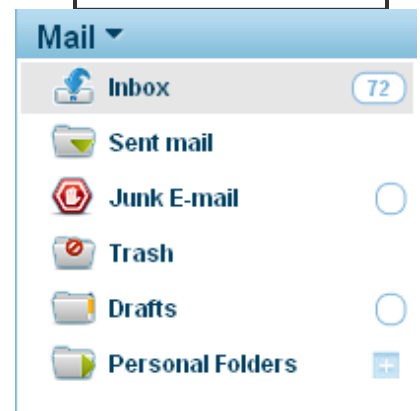 Mail
Inbox 72
Sent mail
Junk E-mail
Trash
Drafts
Personal Folders